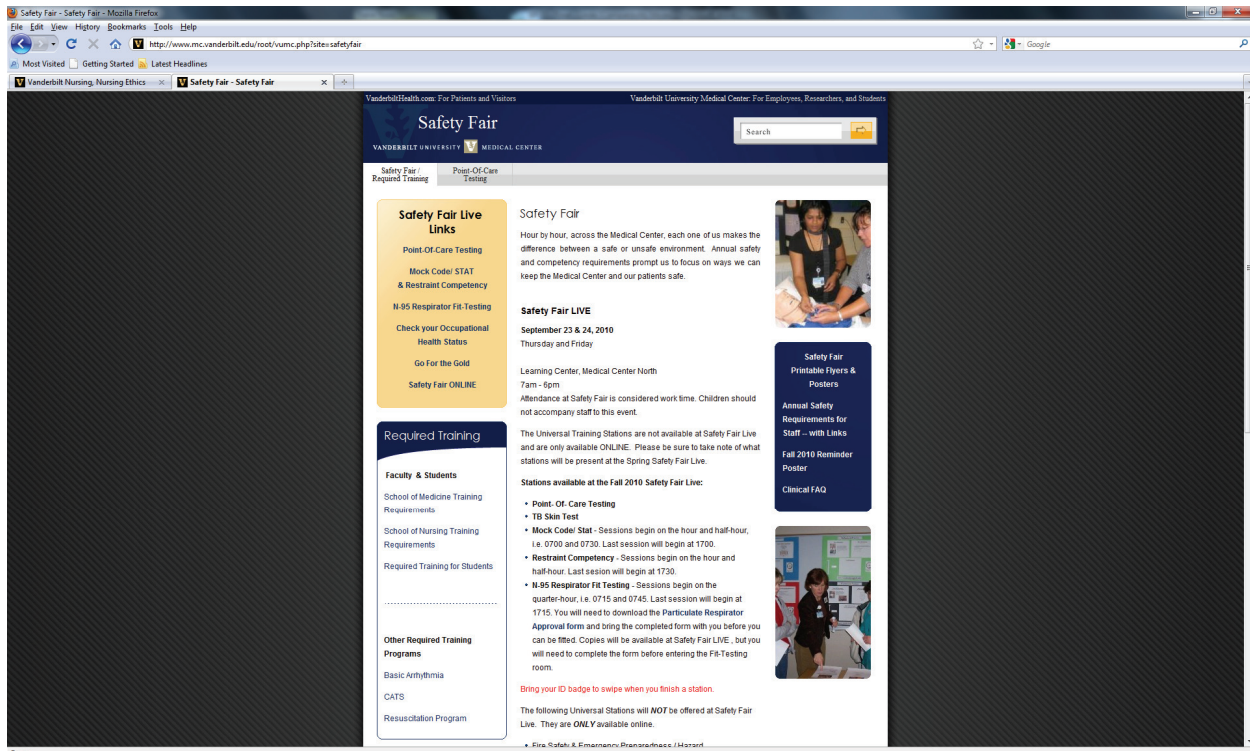 Safety Fair - Safety Fair - Mozilla Firefox
File Edit View History Bookmarks Tools Help
http://www.mc.vanderbilt.edu/root/vumc.php?site=safetyfair
Google
Most Visited Getting Started Latest Headlines
Vanderbilt Nursing, Nursing Ethics Safety Fair - Safety Fair
VanderbiltHealth.com: For Patients and Visitors Vanderbilt University Medical Center: For Employees, Researchers, and Students
Safety Fair
Search
VANDERBILT UNIVERSITY V MEDICAL CENTER
Safety Fair /
Required Training
Point-Of-Care
Testing
Safety Fair Live
Links
Point-Of-Care Testing
Mock Code/ STAT
& Restraint Competency
N-95 Respirator Fit-Testing
Check your Occupational
Health Status
Go For the Gold
Safety Fair ONLINE
Required Training
Faculty & Students
School of Medicine Training
Requirements
School of Nursing Training
Requirements
Required Training for Students
Other Required Training
Programs
Basic Arrhythmia
CATS
Resuscitation Program
Safety Fair
Hour by hour, across the Medical Center, each one of us makes the
difference between a safe or unsafe environment. Annual safety
and competency requirements prompt us to focus on ways we can
keep the Medical Center and our patients safe.
Safety Fair LIVE
September 23 & 24, 2010
Thursday and Friday
Learning Center, Medical Center North
7am - 6pm
Attendance at Safety Fair is considered work time. Children should
not accompany staff to this event.
The Universal Training Stations are not available at Safety Fair Live
and are only available ONLINE. Please be sure to take note of what
stations will be present at the Spring Safety Fair Live.
Stations available at the Fall 2010 Safety Fair Live:
• Point- Of- Care Testing
• TB Skin Test
• Mock Code/ Stat - Sessions begin on the hour and half-hour,
i.e. 0700 and 0730. Last session will begin at 1700.
• Restraint Competency - Sessions begin on the hour and
half-hour. Last sesion will begin at 1730.
• N-95 Respirator Fit Testing - Sessions begin on the
quarter-hour, i.e. 0715 and 0745. Last session will begin at
1715. You will need to download the Particulate Respirator
Approval form and bring the completed form with you before you
can be fitted. Copies will be available at Safety Fair LIVE , but you
will need to complete the form before entering the Fit-Testing
room.
Bring your ID badge to swipe when you finish a station.
The following Universal Stations will NOT be offered at Safety Fair
Live. They are ONLY available online.
• Fire Safety & Emergency Preparedness / Hazard
Safety Fair
Printable Flyers &
Posters
Annual Safety
Requirements for
Staff -- with Links
Fall 2010 Reminder
Poster
Clinical FAQ